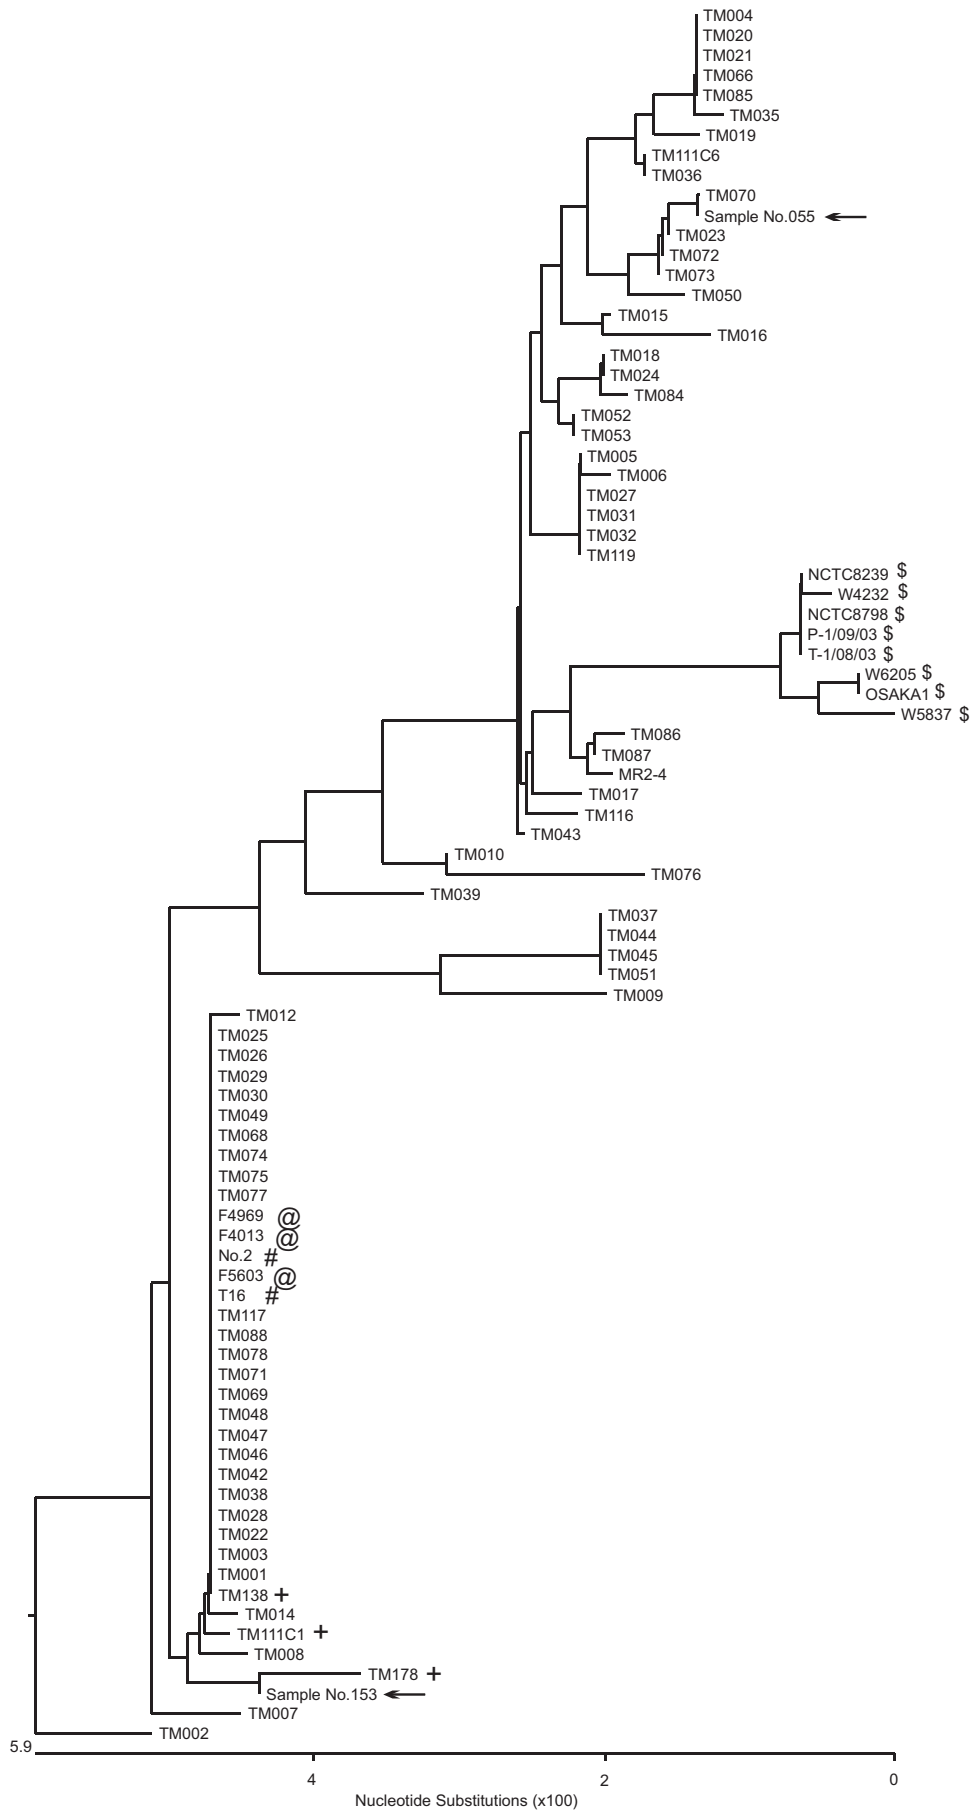 TM004
TM020
TM021
TM066
TM085
TM035
TM019
TM111C6
TM036
TM070
Sample No.055
TM023
TM072
TM073
TM050
TM015
TM016
TM018
TM024
TM084
TM052
TM053
TM005
TM006
TM027
TM031
TM032
TM119
NCTC8239 $
W4232 $
NCTC8798 $
P-1/09/03 $
T-1/08/03 $
W6205 $
OSAKA1 $
W5837 $
TM086
TM087
MR2-4
TM017
TM116
TM043
TM010
TM076
TM039
TM037
TM044
TM045
TM051
TM009
TM012
TM025
TM026
TM029
TM030
TM049
TM068
TM074
TM075
TM077
F4969 @
F4013 @
No.2 #
F5603 @
T16 #
TM117
TM088
TM078
TM071
TM069
TM048
TM047
TM046
TM042
TM038
TM028
TM022
TM003
TM001
TM138 +
TM014
TM111C1 +
TM008
TM178 +
Sample No.153
TM007
TM002
5.9
4 2 0
Nucleotide Substitutions (x100)